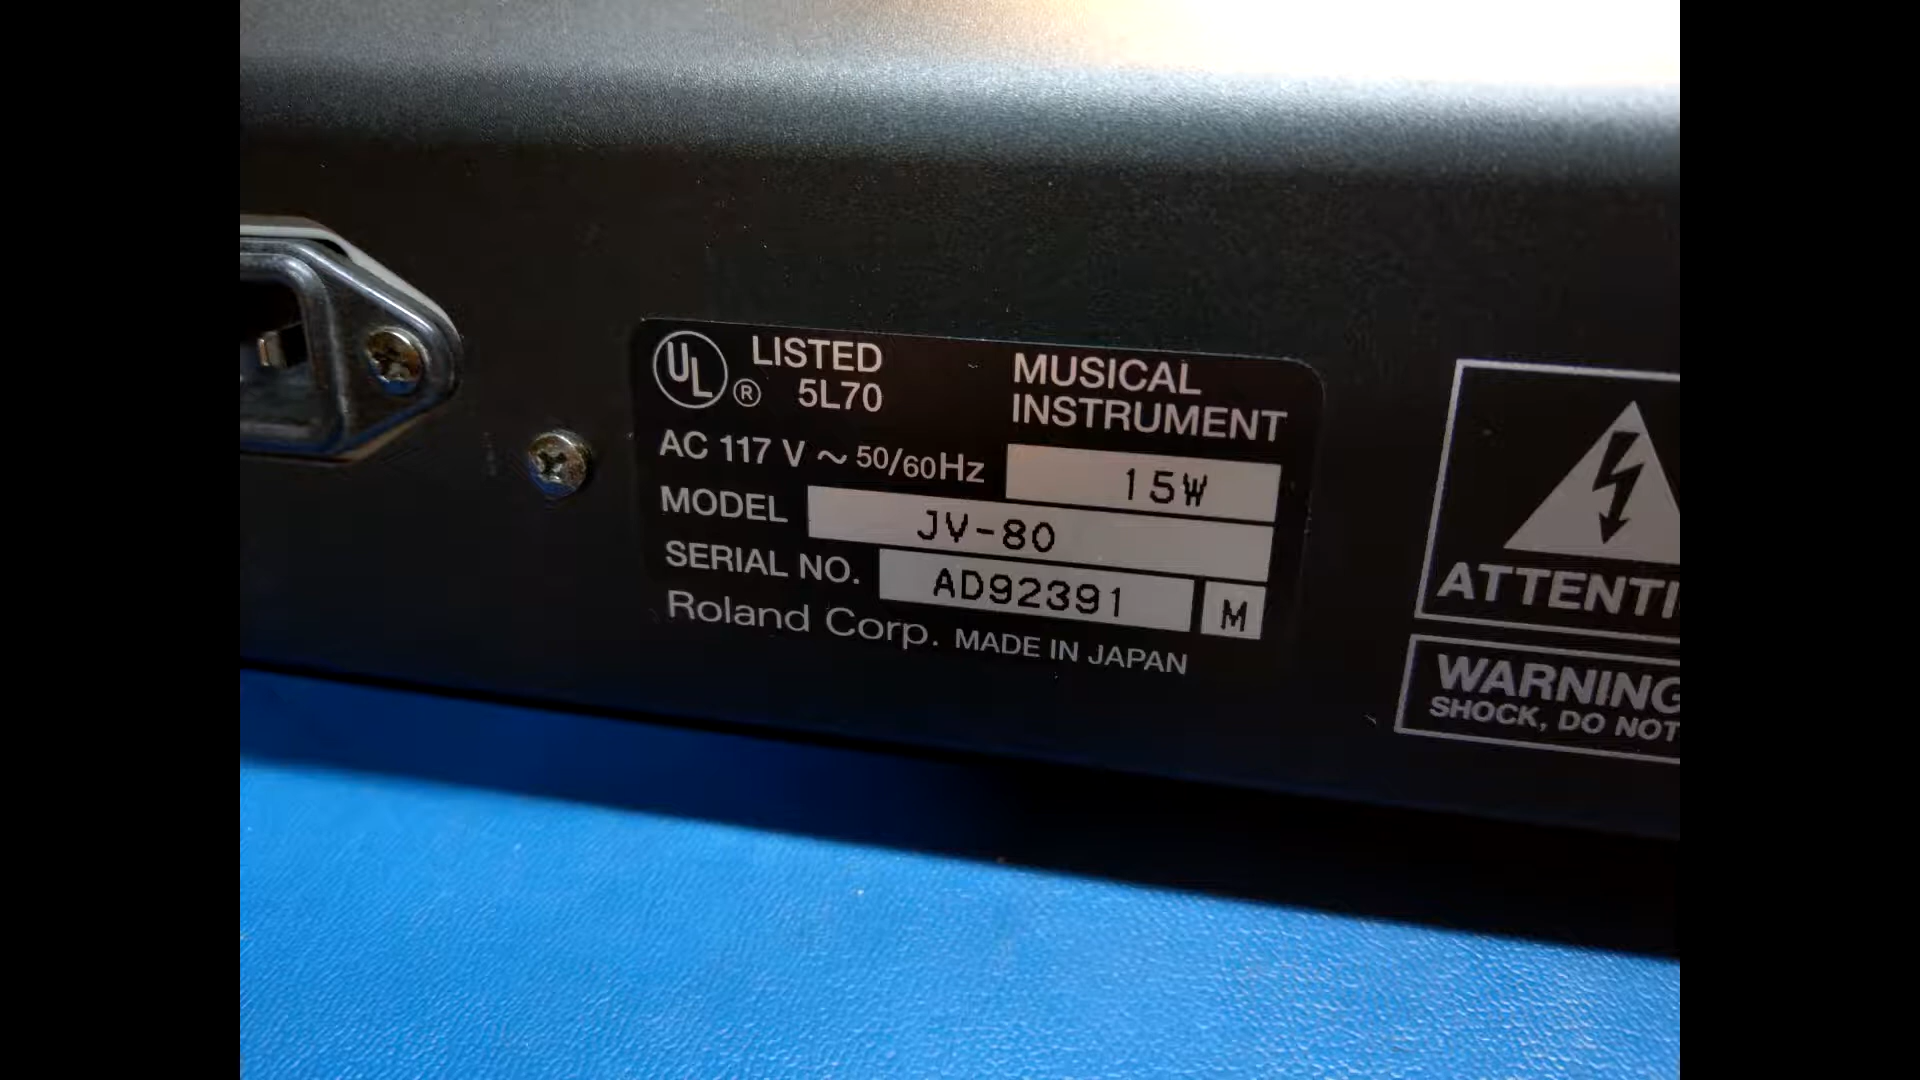 UL ® LISTED 5L70
MUSICAL INSTRUMENT
AC 117 V ~ 50/60Hz 15W
MODEL JV-80
SERIAL NO. AD92391 M
Roland Corp. MADE IN JAPAN
ATTENTI
WARNING
SHOCK, DO NOT